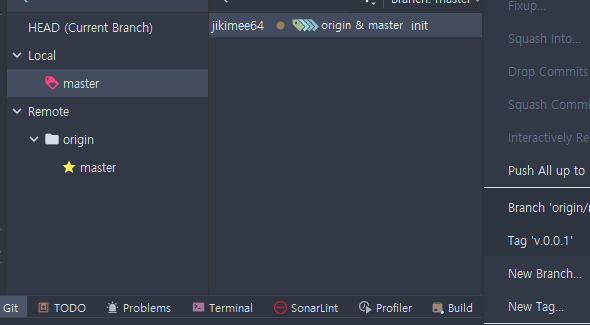 HEAD (Current Branch)
Local
master
Remote
origin
master
jikimee64 origin & master init
Branch: master
Fixup...
Squash Into...
Drop Commits
Squash Commi
Interactively Re
Push All up to
Branch 'origin/
Tag 'v.0.0.1'
New Branch...
New Tag...
Git TODO Problems Terminal SonarLint Profiler Build